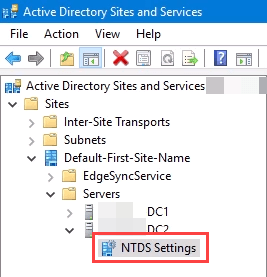 Active Directory Sites and Services
File Action View Help
Active Directory Sites and Services
Sites
Inter-Site Transports
Subnets
Default-First-Site-Name
EdgeSyncService
Servers
DC1
DC2
NTDS Settings